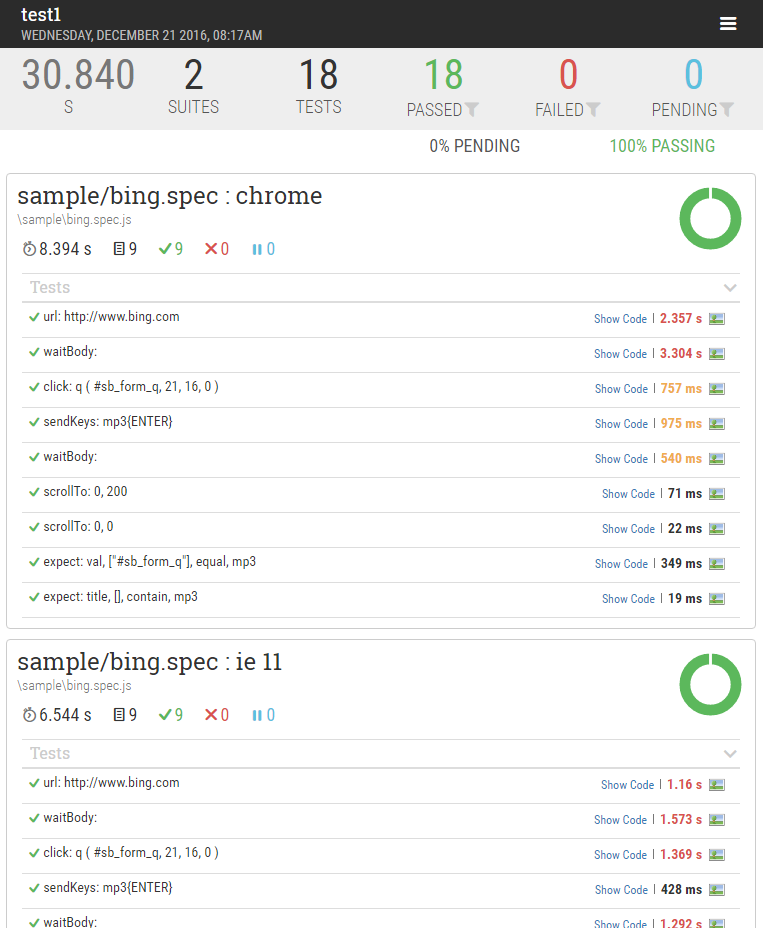 test1
WEDNESDAY, DECEMBER 21 2016, 08:17AM
30.840 2 18 18 0 0
S SUITES TESTS PASSED FAILED PENDING
0% PENDING 100% PASSING
sample/bing.spec : chrome
\sample\bing.spec.js
8.394 s 9 9 0 0
Tests
url: http://www.bing.com Show Code | 2.357 s
waitBody: Show Code | 3.304 s
click: q ( #sb_form_q, 21, 16, 0 ) Show Code | 757 ms
sendKeys: mp3{ENTER} Show Code | 975 ms
waitBody: Show Code | 540 ms
scrollTo: 0, 200 Show Code | 71 ms
scrollTo: 0, 0 Show Code | 22 ms
expect: val, ["#sb_form_q"], equal, mp3 Show Code | 349 ms
expect: title, [], contain, mp3 Show Code | 19 ms
sample/bing.spec : ie 11
\sample\bing.spec.js
6.544 s 9 9 0 0
Tests
url: http://www.bing.com Show Code | 1.16 s
waitBody: Show Code | 1.573 s
click: q ( #sb_form_q, 21, 16, 0 ) Show Code | 1.369 s
sendKeys: mp3{ENTER} Show Code | 428 ms
waitBody: Show Code | 1.292 s